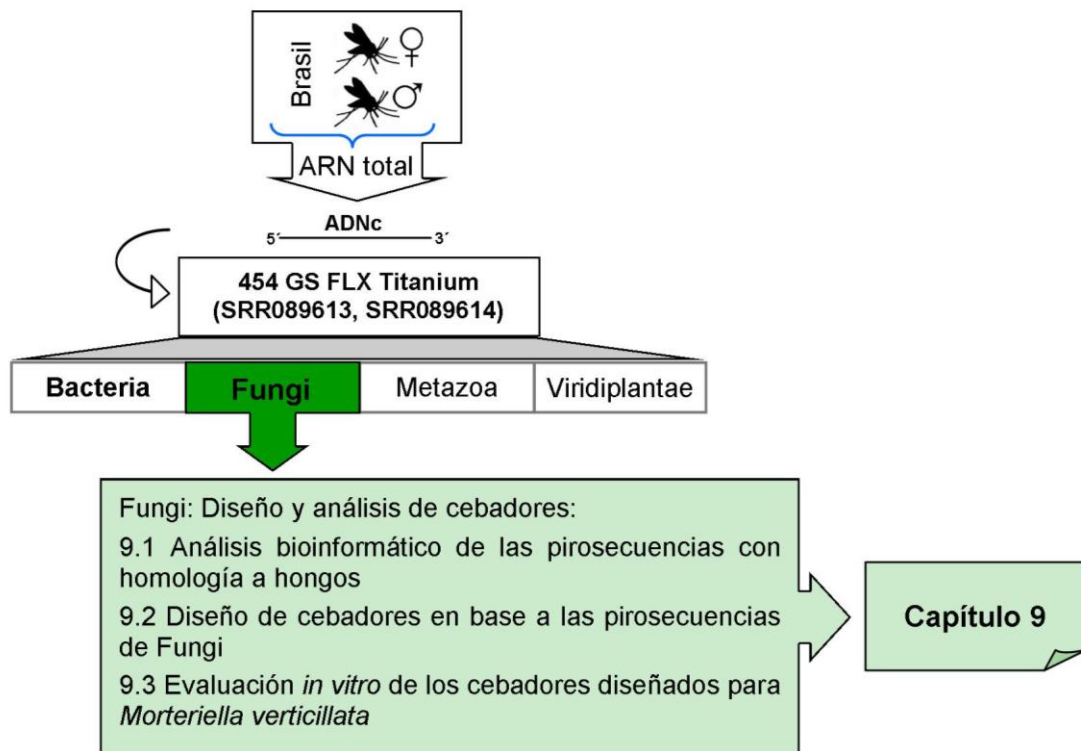 Brasil
♀
♂
ARN total
ADNc
5´ 3´
454 GS FLX Titanium
(SRR089613, SRR089614)
Bacteria Fungi Metazoa Viridiplantae
Fungi: Diseño y análisis de cebadores:
9.1 Análisis bioinformático de las pirosecuencias con
homología a hongos
9.2 Diseño de cebadores en base a las pirosecuencias
de Fungi
9.3 Evaluación in vitro de los cebadores diseñados para
Morteriella verticillata
Capítulo 9